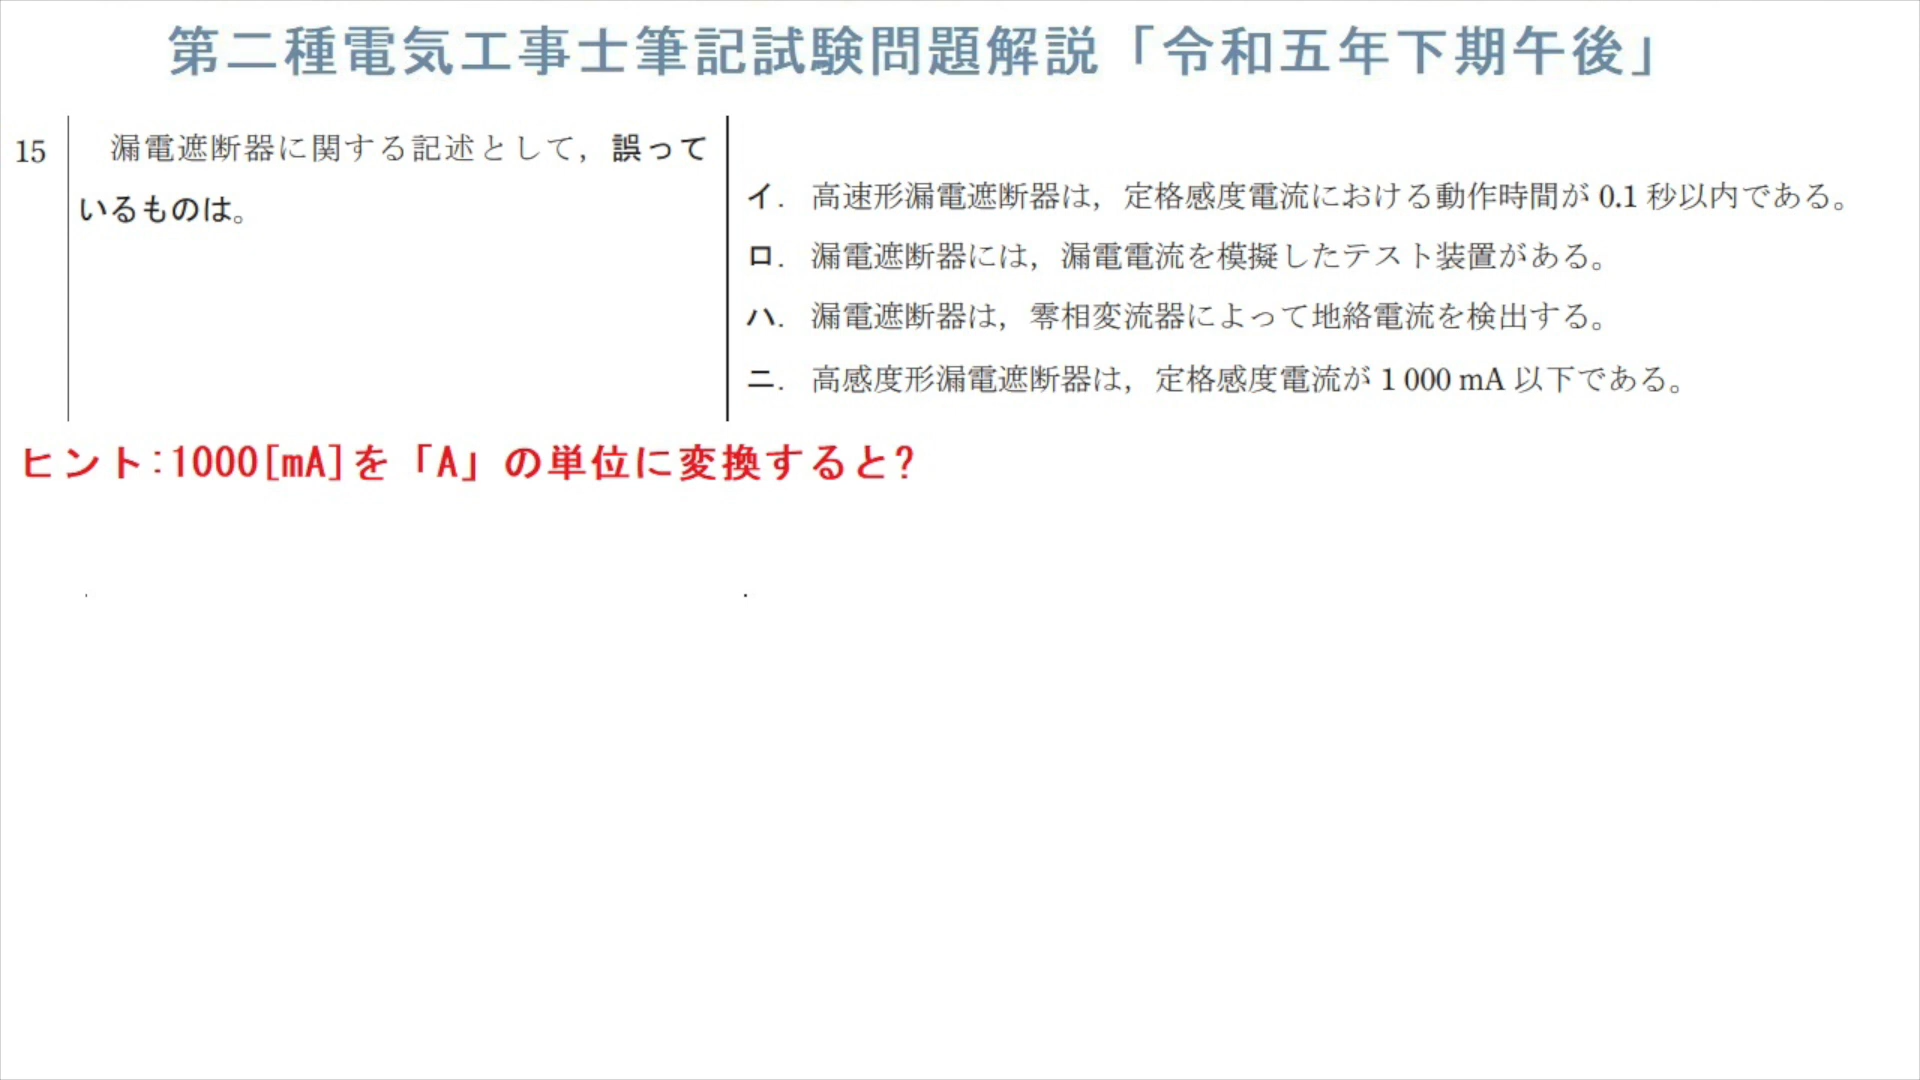 第二種電気工事士筆記試験問題解説「令和五年下期午後」
15 漏電遮断器に関する記述として，誤って
いるものは。
イ． 高速形漏電遮断器は，定格感度電流における動作時間が 0.1 秒以内である。
ロ． 漏電遮断器には，漏電電流を模擬したテスト装置がある。
ハ． 漏電遮断器は，零相変流器によって地絡電流を検出する。
ニ． 高感度形漏電遮断器は，定格感度電流が 1 000 mA 以下である。
ヒント:1000[mA]を「A」の単位に変換すると?